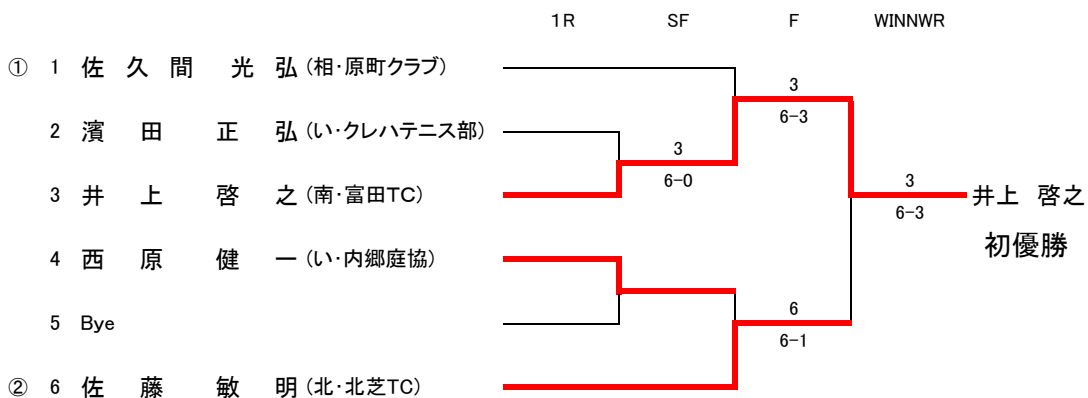 1R SF F WINNWR
① 1 佐久間 光弘 (相・原町クラブ)
3
6-3
2 濱田 正弘 (い・クレハテニス部)
3
6-0
3 井上 啓之 (南・富田TC)
3
6-3
井上 啓之
初優勝
4 西原 健一 (い・内郷庭協)
5 Bye
6
6-1
② 6 佐藤 敏明 (北・北芝TC)